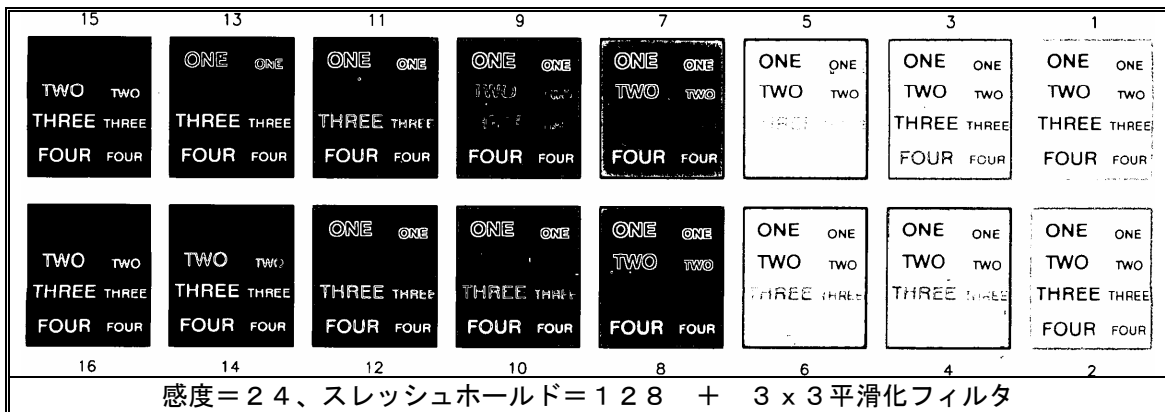 15 13 11 9 7 5 3 1
ONE ONE ONE ONE ONE ONE ONE ONE ONE ONE ONE ONE ONE ONE
TWO TWO TWO TWO TWO TWO TWO TWO TWO TWO
THREE THREE THREE THREE THREE THREE THREE THREE THREE THREE
FOUR FOUR FOUR FOUR FOUR FOUR FOUR FOUR FOUR FOUR FOUR FOUR FOUR FOUR
ONE ONE ONE ONE ONE ONE ONE ONE ONE ONE ONE ONE
TWO TWO TWO TWO TWO TWO TWO TWO TWO TWO TWO TWO
THREE THREE THREE THREE THREE THREE THREE THREE THREE THREE THREE THREE THREE THREE
FOUR FOUR FOUR FOUR FOUR FOUR FOUR FOUR FOUR FOUR FOUR FOUR
16 14 12 10 8 6 4 2
感度=24、スレッシュホールド=128 + 3x3平滑化フィルタ